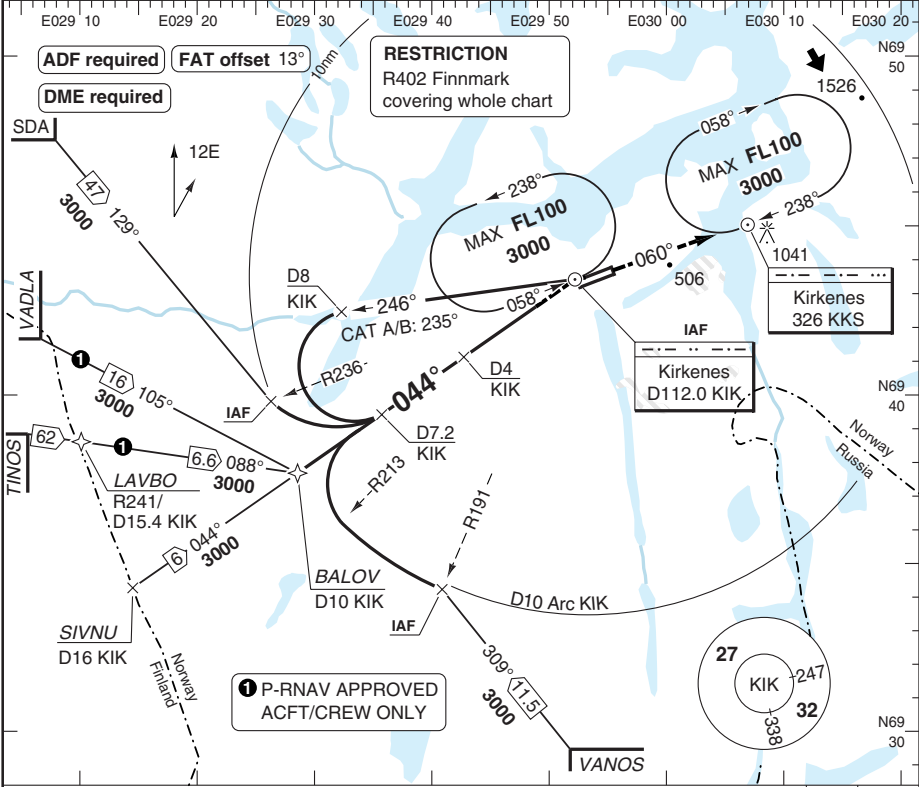 E029 10
E029 20
E029 30
E029 40
E029 50
E030 00
E030 10
E030 20
N69
50
ADF required
FAT offset 13°
DME required
10nm
RESTRICTION
R402 Finnmark
covering whole chart
1526
SDA
12E
47
3000
129°
058°
MAX FL100
3000
238°
238°
MAX FL100
3000
058°
060°
506
1041
Kirkenes
326 KKS
IAF
Kirkenes
D112.0 KIK
D8
KIK
246°
CAT A/B: 235°
VADLA
1
16
105°
3000
R236
IAF
044°
D4
KIK
D7.2
KIK
N69
40
Norway
Russia
TINOS
62
1
6.6
088°
3000
LAVBO
R241/
D15.4 KIK
R213
R191
6
044°
3000
BALOV
D10 KIK
D10 Arc KIK
IAF
SIVNU
D16 KIK
Norway
Finland
1 P-RNAV APPROVED
ACFT/CREW ONLY
309°
11.5
3000
VANOS
27
KIK
247
32
338
N69
30